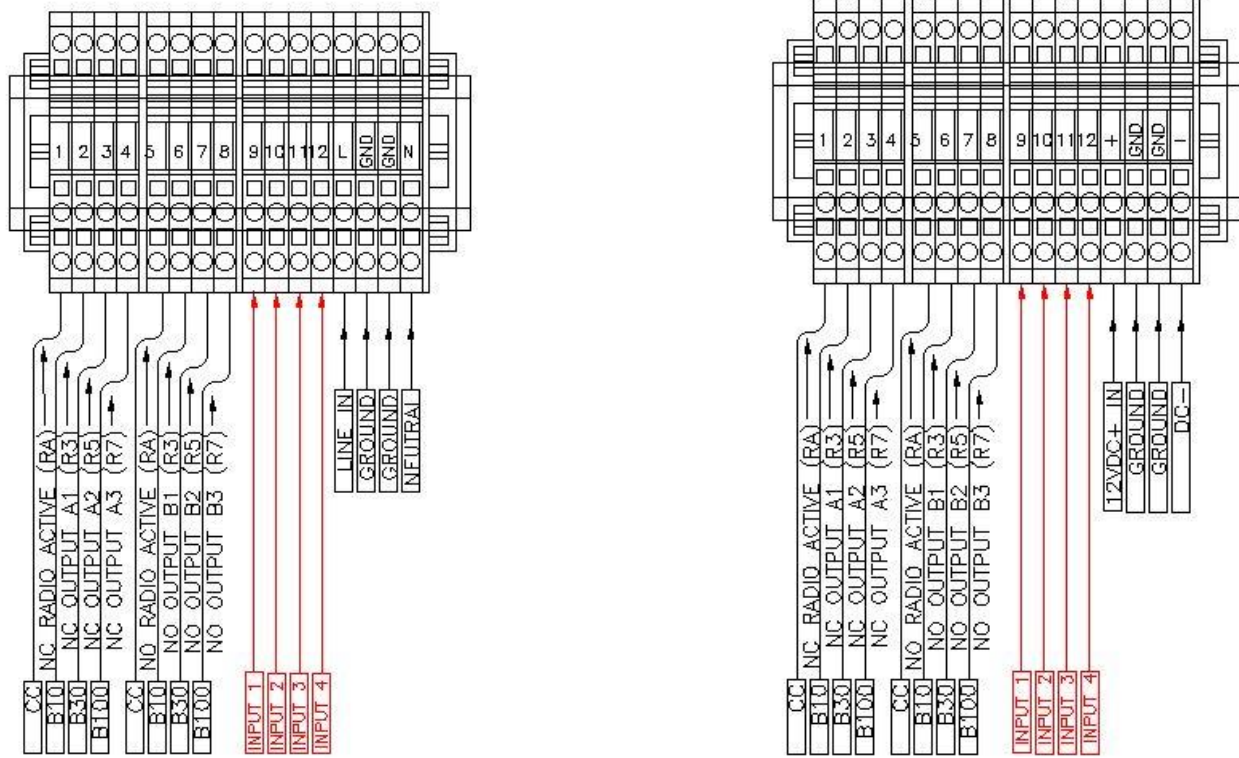 1 2 3 4 5 6 7 8 9 10 11 12 L GND GND N
NC RADIO ACTIVE (RA)
NC OUTPUT A1 (R3)
NC OUTPUT A2 (R5)
NC OUTPUT A3 (R7)
NO RADIO ACTIVE (RA)
NO OUTPUT B1 (R3)
NO OUTPUT B2 (R5)
NO OUTPUT B3 (R7)
LINE IN
GROUND
GROUND
NEUTRAL
CC
B10
B30
B100
CC
B10
B30
B100
INPUT 1
INPUT 2
INPUT 3
INPUT 4
1 2 3 4 5 6 7 8 9 10 11 12 + GND GND -
NC RADIO ACTIVE (RA
NC OUTPUT A1 (R3)
NC OUTPUT A2 (R5)
NC OUTPUT A3 (R7)
NO RADIO ACTIVE (RA
NO OUTPUT B1 (R3)
NO OUTPUT B2 (R5)
NO OUTPUT B3 (R7)
12VDC+ IN
GROUND
GROUND
DC-
CC
B10
B30
B100
CC
B10
B30
B100
INPUT 1
INPUT 2
INPUT 3
INPUT 4